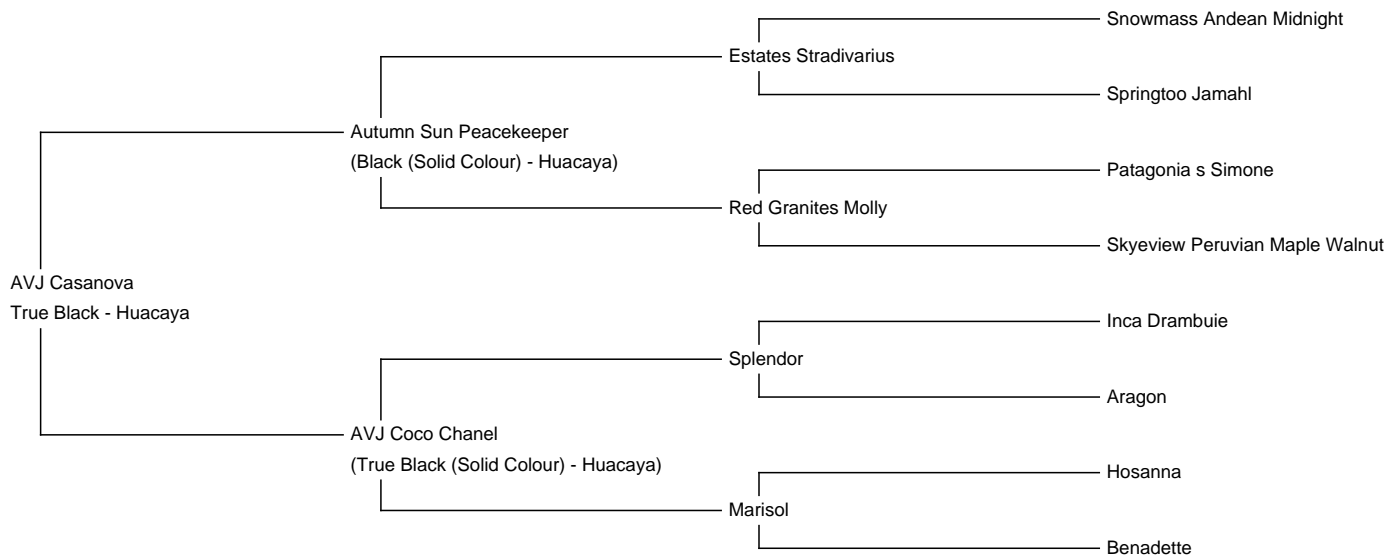 Snowmass Andean Midnight
Estates Stradivarius
Springtoo Jamahl
Autumn Sun Peacekeeper
(Black (Solid Colour) - Huacaya)
Patagonia s Simone
Red Granites Molly
Skyeview Peruvian Maple Walnut
AVJ Casanova
True Black - Huacaya
Inca Drambuie
Splendor
Aragon
AVJ Coco Chanel
(True Black (Solid Colour) - Huacaya)
Hosanna
Marisol
Benadette